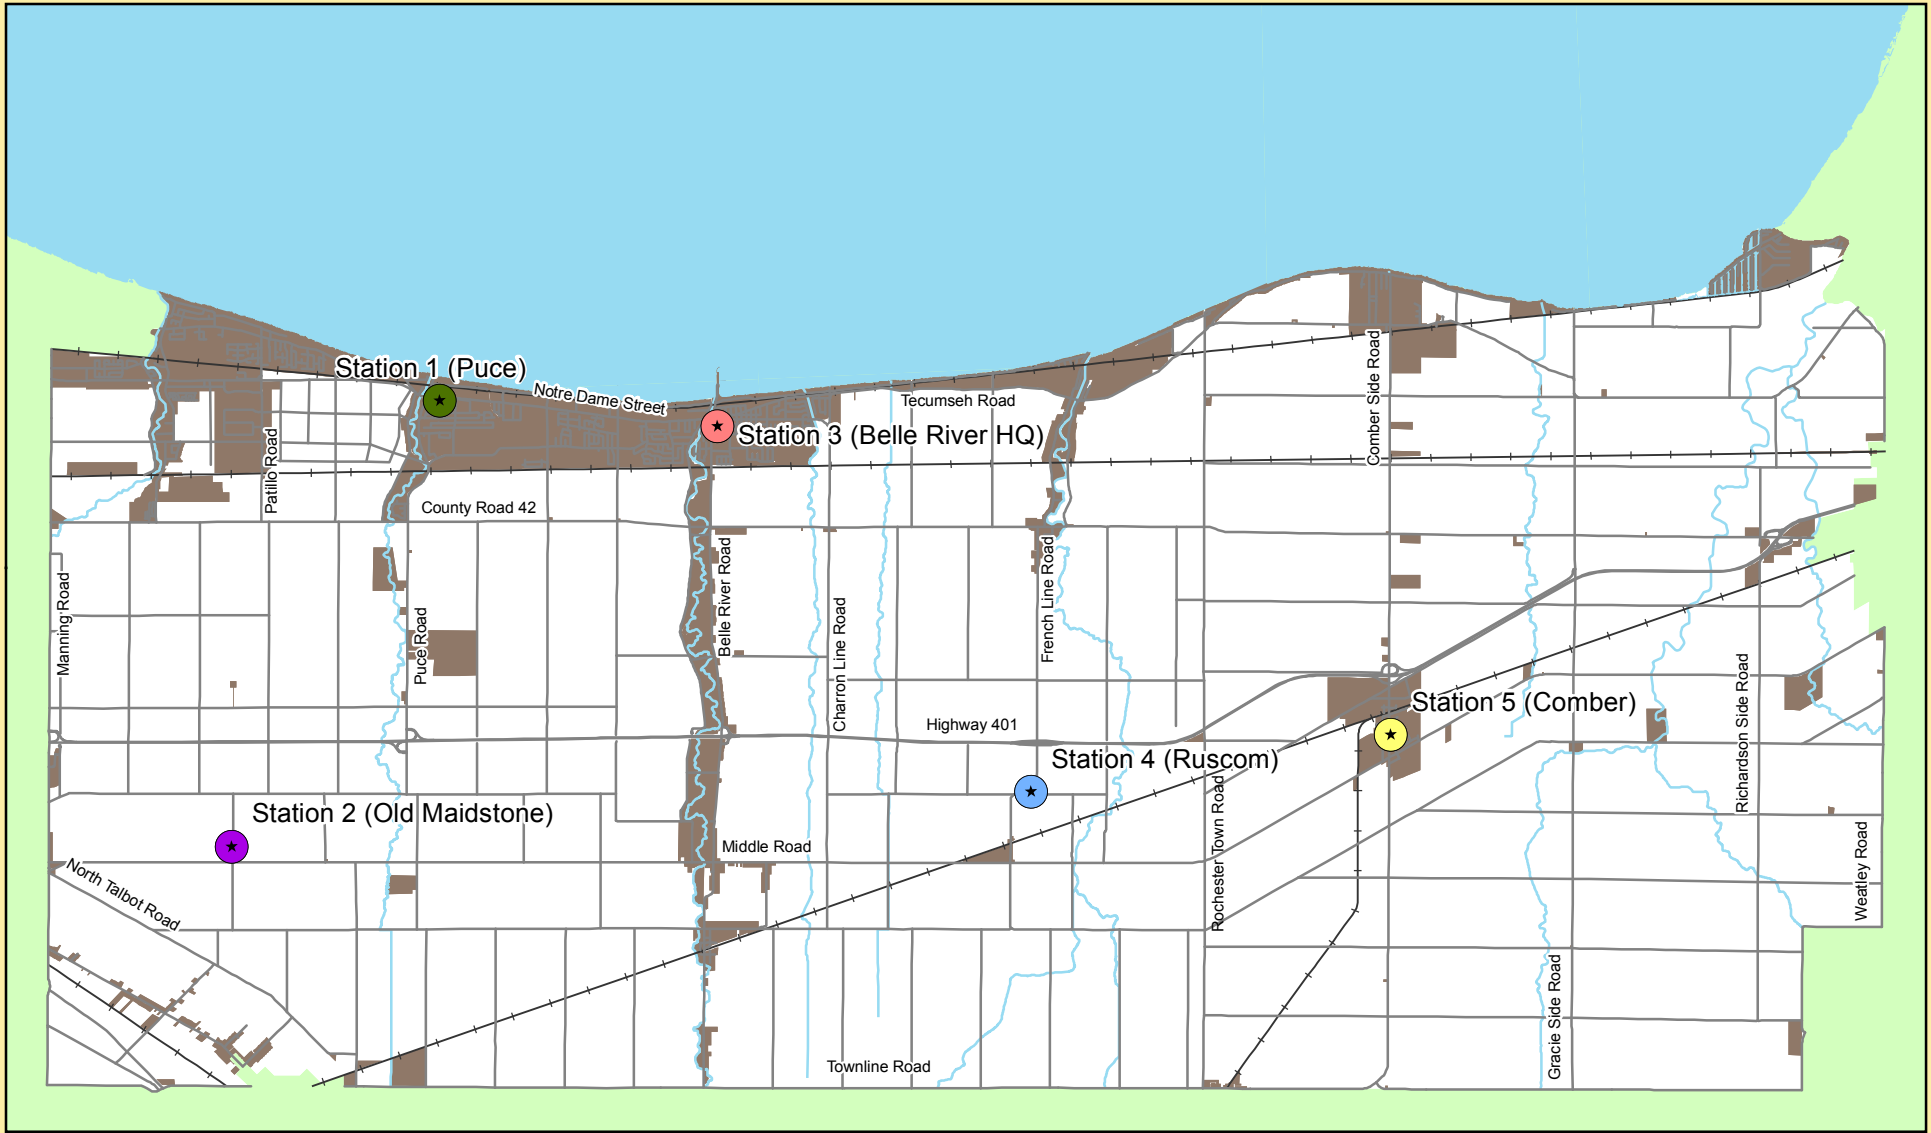 Station 1 (Puce)
Notre Dame Street
Tecumseh Road
Station 3 (Belle River HQ)
Comber Side Road
Patillo Road
County Road 42
Manning Road
Puce Road
Belle River Road
Charron Line Road
French Line Road
Station 5 (Comber)
Richardson Side Road
Highway 401
Station 4 (Ruscom)
Station 2 (Old Maidstone)
Rochester Town Road
Middle Road
North Talbot Road
Weatley Road
Gracie Side Road
Townline Road